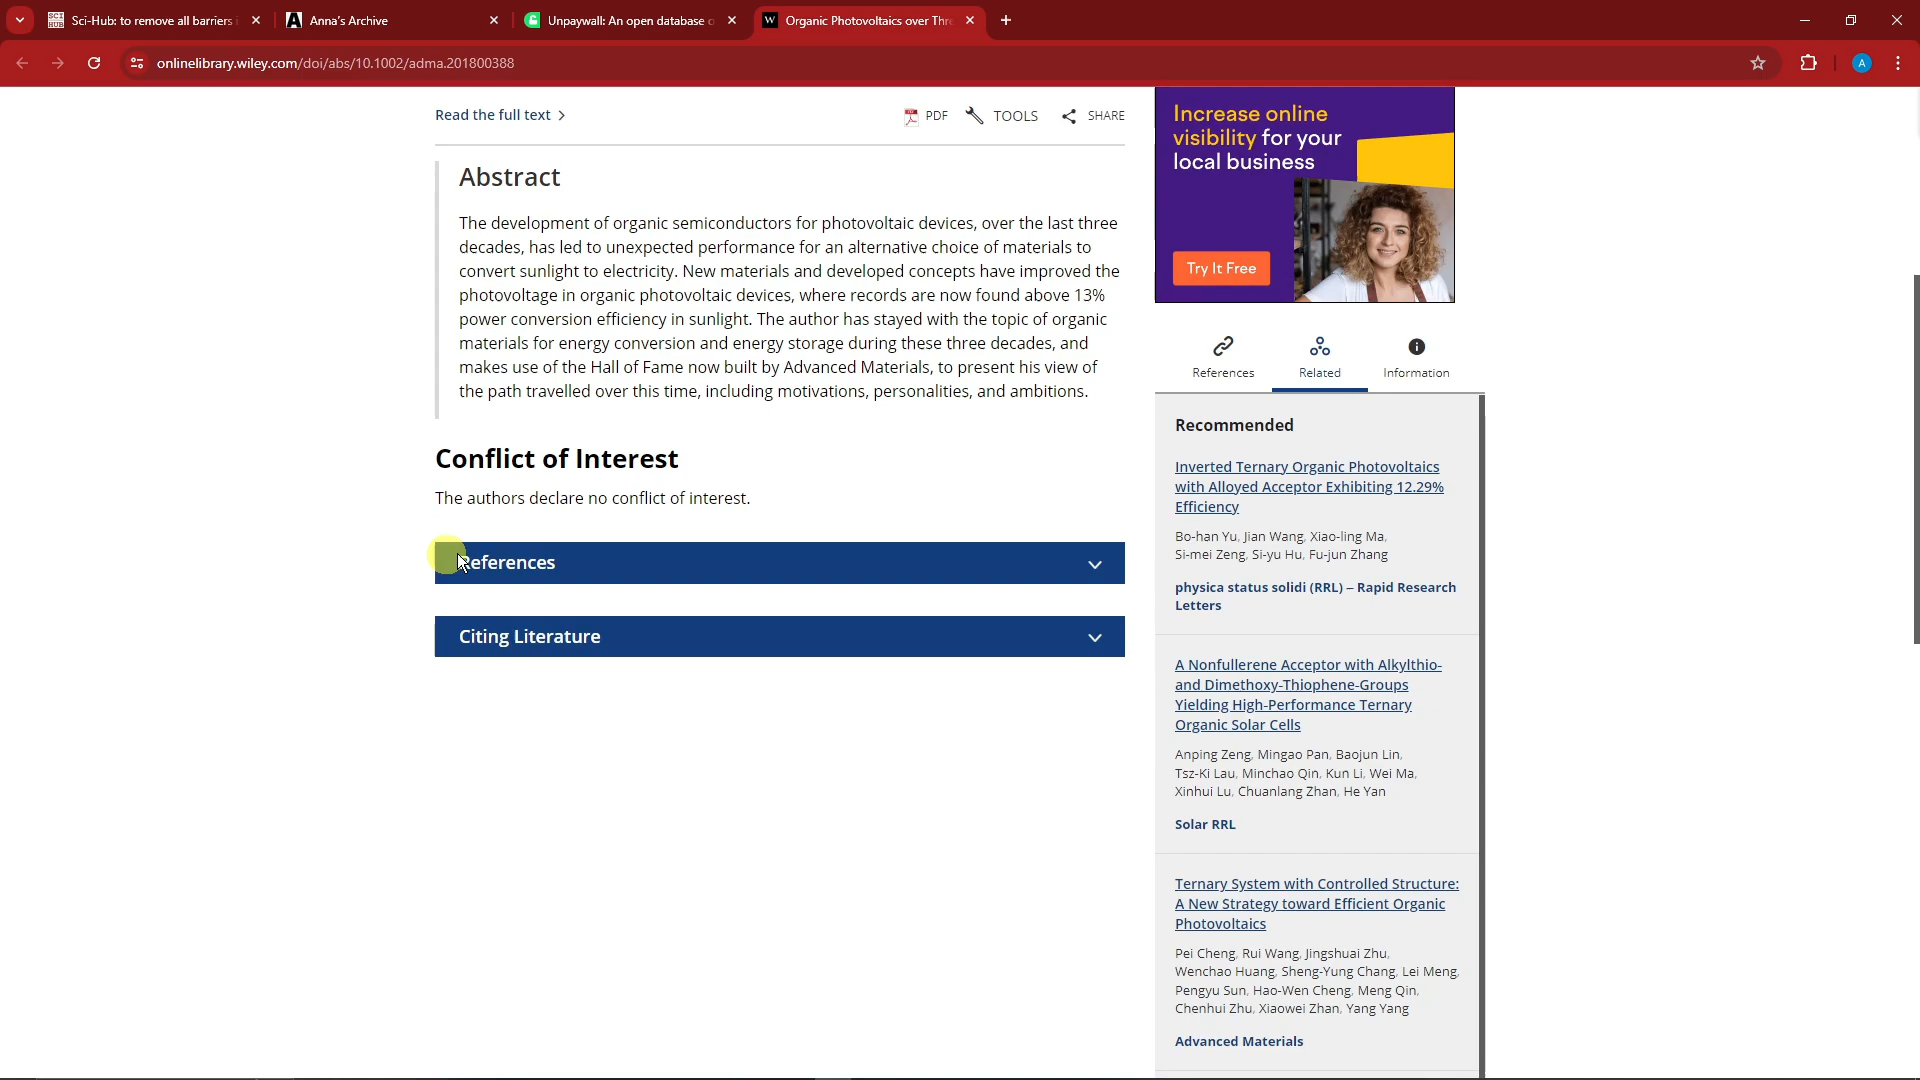 SCI
HUB
Sci-Hub: to remove all barriers
Anna's Archive
Unpaywall: An open database o
W
Organic Photovoltaics over Thre
onlinelibrary.wiley.com/doi/abs/10.1002/adma.201800388
A
Read the full text
PDF
TOOLS
SHARE
Abstract
The development of organic semiconductors for photovoltaic devices, over the last three
decades, has led to unexpected performance for an alternative choice of materials to
convert sunlight to electricity. New materials and developed concepts have improved the
photovoltage in organic photovoltaic devices, where records are now found above 13%
power conversion efficiency in sunlight. The author has stayed with the topic of organic
materials for energy conversion and energy storage during these three decades, and
makes use of the Hall of Fame now built by Advanced Materials, to present his view of
the path travelled over this time, including motivations, personalities, and ambitions.
Conflict of Interest
The authors declare no conflict of interest.
References
Citing Literature
Increase online
visibility for your
local business
Try It Free
References
Related
Information
Recommended
Inverted Ternary Organic Photovoltaics
with Alloyed Acceptor Exhibiting 12.29%
Efficiency
Bo-han Yu, Jian Wang, Xiao-ling Ma,
Si-mei Zeng, Si-yu Hu, Fu-jun Zhang
physica status solidi (RRL) – Rapid Research
Letters
A Nonfullerene Acceptor with Alkylthio-
and Dimethoxy-Thiophene-Groups
Yielding High-Performance Ternary
Organic Solar Cells
Anping Zeng, Mingao Pan, Baojun Lin,
Tsz-Ki Lau, Minchao Qin, Kun Li, Wei Ma,
Xinhui Lu, Chuanlang Zhan, He Yan
Solar RRL
Ternary System with Controlled Structure:
A New Strategy toward Efficient Organic
Photovoltaics
Pei Cheng, Rui Wang, Jingshuai Zhu,
Wenchao Huang, Sheng-Yung Chang, Lei Meng,
Pengyu Sun, Hao-Wen Cheng, Meng Qin,
Chenhui Zhu, Xiaowei Zhan, Yang Yang
Advanced Materials